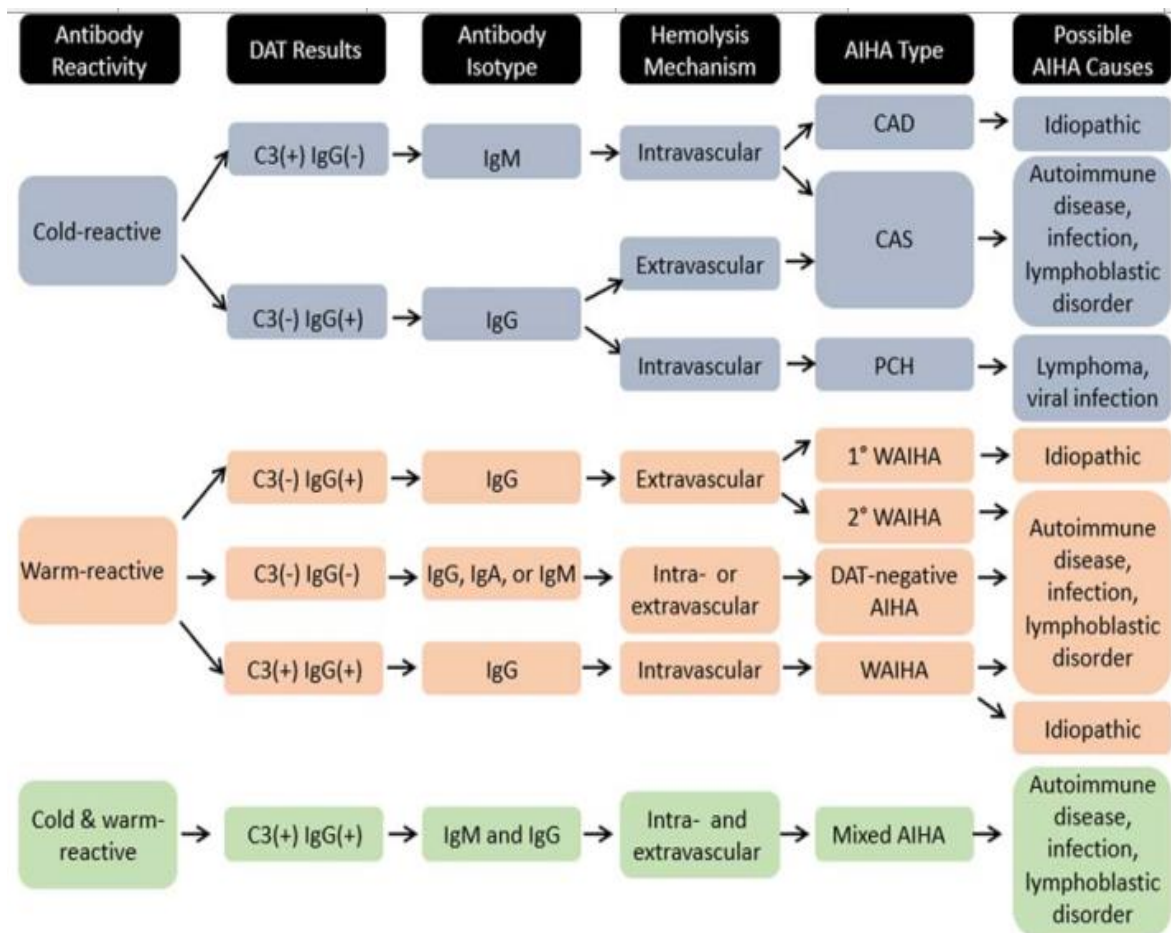 Antibody
Reactivity
DAT Results
Antibody
Isotype
Hemolysis
Mechanism
AIHA Type
Possible
AIHA Causes
Cold-reactive
C3(+) IgG(-)
IgM
Intravascular
CAD
Idiopathic
CAS
Autoimmune
disease,
infection,
lymphoblastic
disorder
C3(-) IgG(+)
IgG
Extravascular
Intravascular
PCH
Lymphoma,
viral infection
Warm-reactive
C3(-) IgG(+)
IgG
Extravascular
1° WAIHA
Idiopathic
2° WAIHA
Autoimmune
disease,
infection,
lymphoblastic
disorder
C3(-) IgG(-)
IgG, IgA, or IgM
Intra- or
extravascular
DAT-negative
AIHA
C3(+) IgG(+)
IgG
Intravascular
WAIHA
Idiopathic
Cold & warm-
reactive
C3(+) IgG(+)
IgM and IgG
Intra- and
extravascular
Mixed AIHA
Autoimmune
disease,
infection,
lymphoblastic
disorder